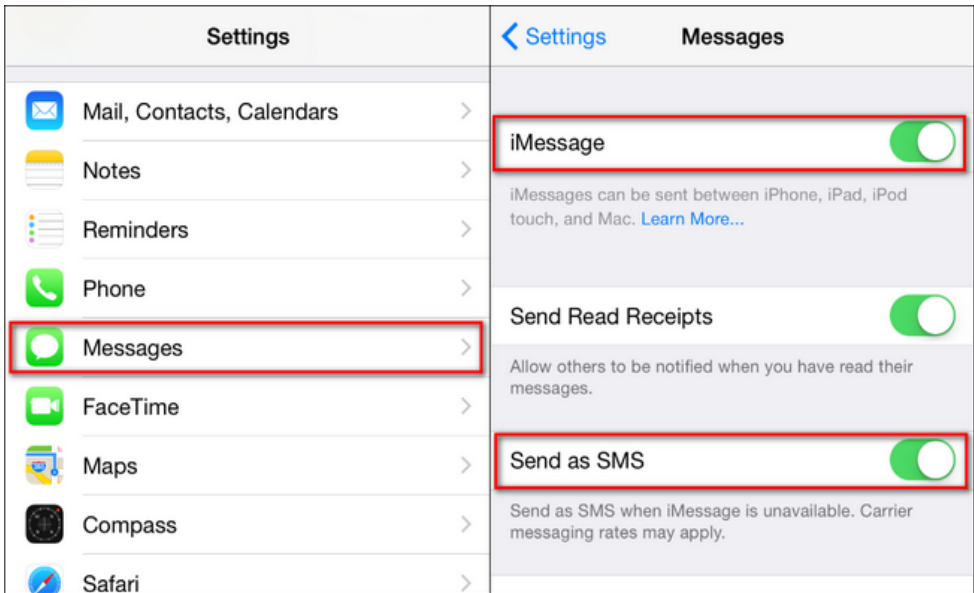 Settings
Mail, Contacts, Calendars
Notes
Reminders
Phone
Messages
FaceTime
Maps
Compass
Safari
Settings
Messages
iMessage
iMessages can be sent between iPhone, iPad, iPod
touch, and Mac. Learn More...
Send Read Receipts
Allow others to be notified when you have read their
messages.
Send as SMS
Send as SMS when iMessage is unavailable. Carrier
messaging rates may apply.